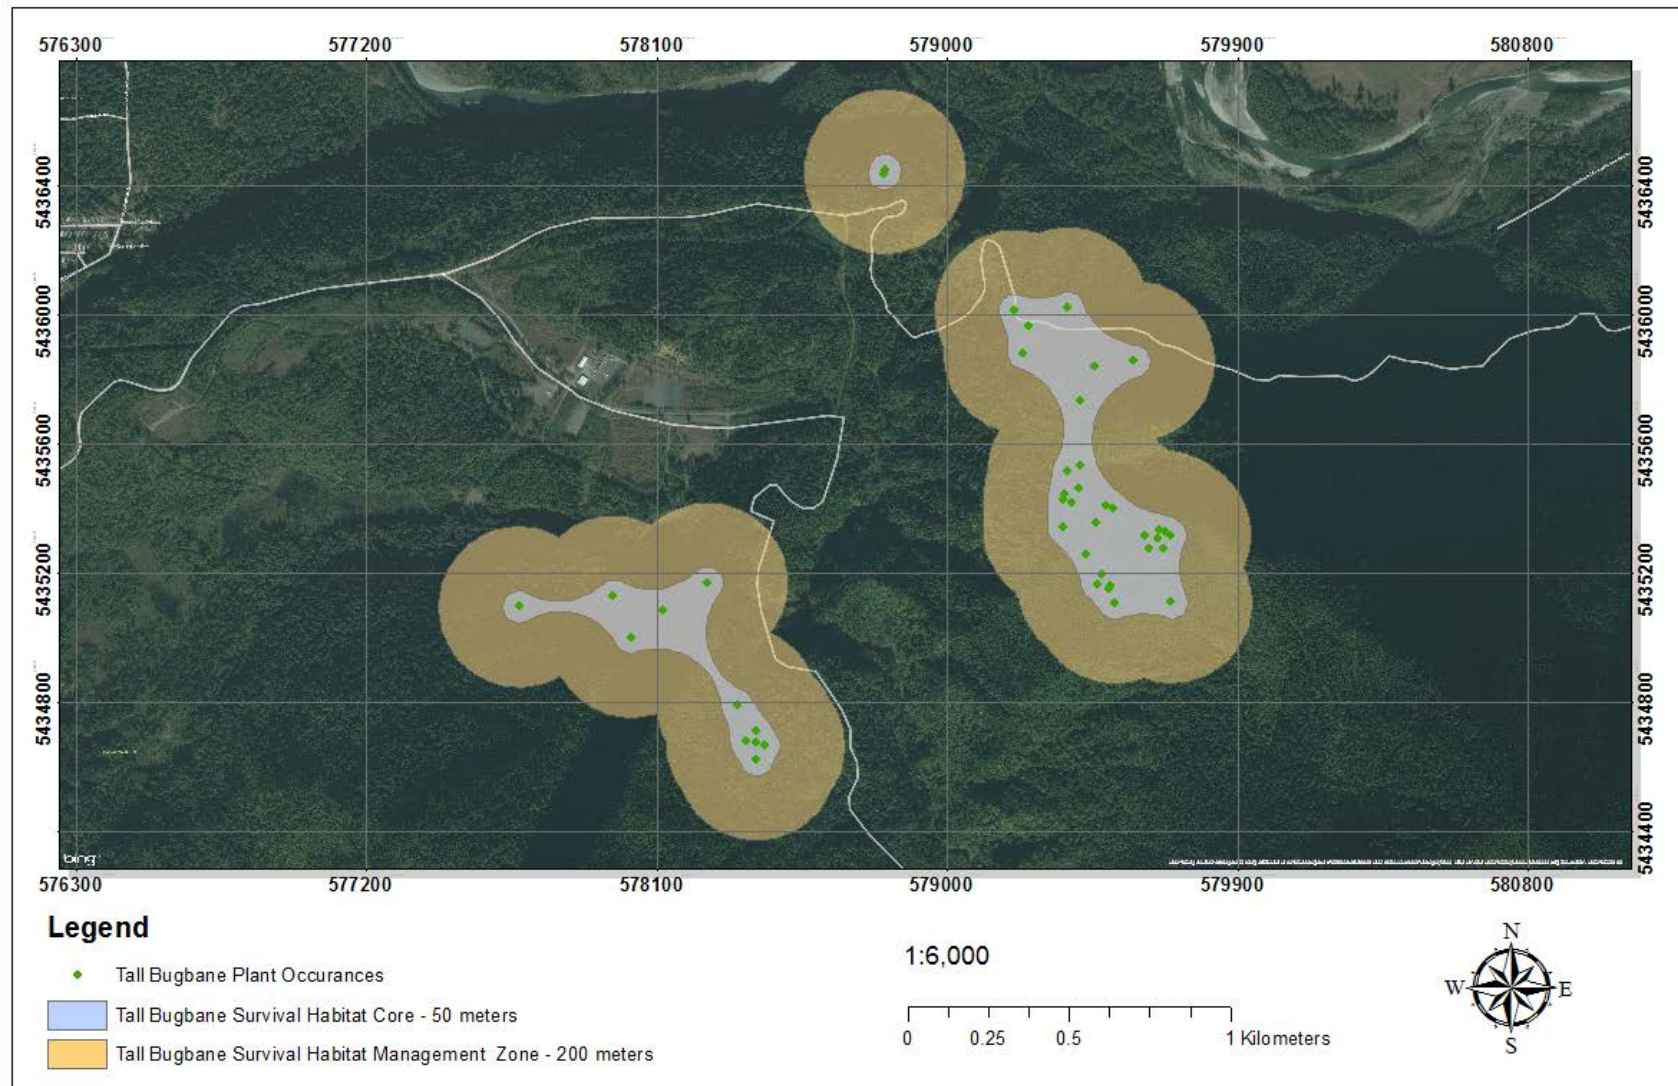 576300 577200 578100 579000 579900 580800
5436400 5436400
5436000 5436000
5435600 5435600
5435200 5435200
5434800 5434800
5434400 5434400
bing
576300 577200 578100 579000 579900 580800
Legend
Tall Bugbane Plant Occurances
Tall Bugbane Survival Habitat Core - 50 meters
Tall Bugbane Survival Habitat Management Zone - 200 meters
1:6,000
0 0.25 0.5 1 Kilometers
N
W E
S